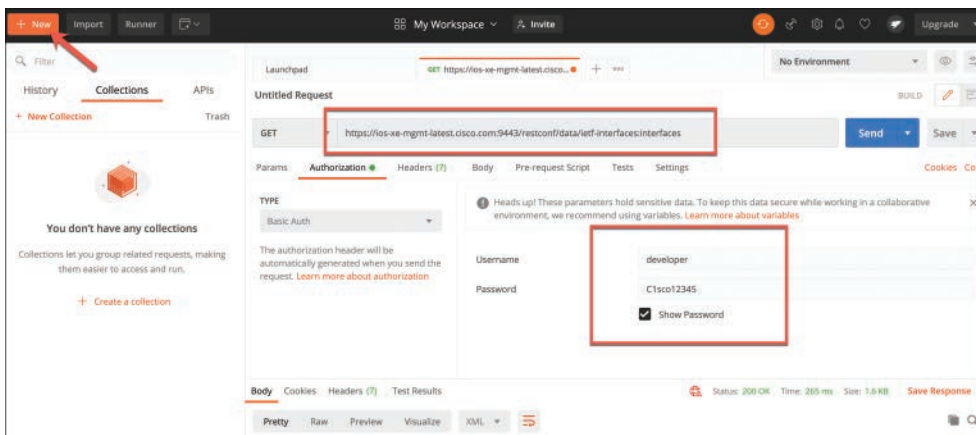 + New Import Runner My Workspace Invite Upgrade
Filter
History Collections APIs
+ New Collection Trash
You don't have any collections
Collections let you group related requests, making
them easier to access and run.
+ Create a collection
Launchpad GET https://ios-xe-mgmt-latest.cisco... + ••• No Environment
Untitled Request BUILD
GET https://ios-xe-mgmt-latest.cisco.com:9443/restconf/data/ietf-interfaces:interfaces Send Save
Params Authorization Headers (7) Body Pre-request Script Tests Settings Cookies Co
TYPE
Basic Auth
The authorization header will be
automatically generated when you send the
request. Learn more about authorization
Heads up! These parameters hold sensitive data. To keep this data secure while working in a collaborative
environment, we recommend using variables. Learn more about variables
Username developer
Password C1sco12345
Show Password
Body Cookies Headers (7) Test Results Status: 200 OK Time: 265 ms Size: 1.6 KB Save Response
Pretty Raw Preview Visualize XML